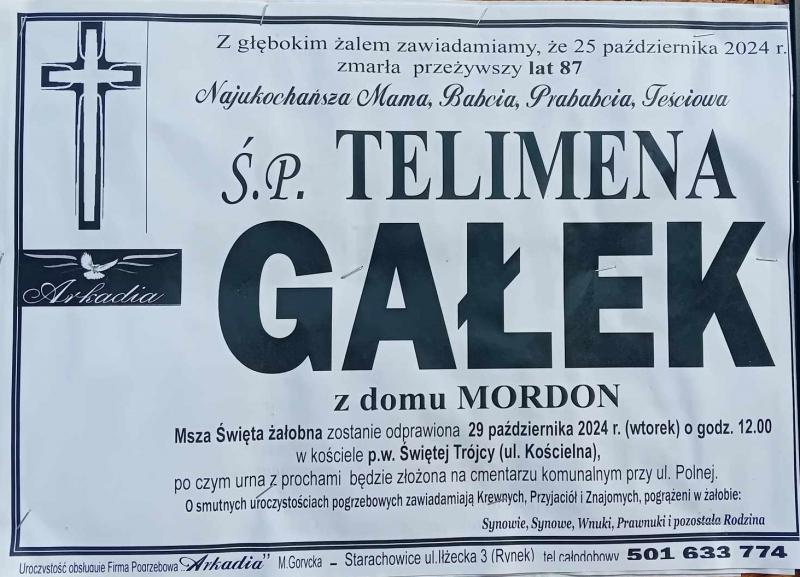 Z głębokim żalem zawiadamiamy, że 25 października 2024 r.
zmarła przeżywszy lat 87
Najukochańsza Mama, Babcia, Prababcia, Teściowa
Ś.P. TELIMENA
GAŁEK
z domu MORDON
Arkadia
Msza Święta żałobna zostanie odprawiona 29 października 2024 r. (wtorek) o godz. 12.00
w kościele p.w. Świętej Trójcy (ul. Kościelna),
po czym urna z prochami będzie złożona na cmentarzu komunalnym przy ul. Polnej.
O smutnych uroczystościach pogrzebowych zawiadamiają Krewnych, Przyjaciół i Znajomych, pogrążeni w żałobie:
Synowie, Synowe, Wnuki, Prawnuki i pozostała Rodzina
Uroczystość obsługuje Firma Pogrzebowa "Arkadia" M.Gorycka – Starachowice ul.Iłżecka 3 (Rynek) tel całodobowy 501 633 774